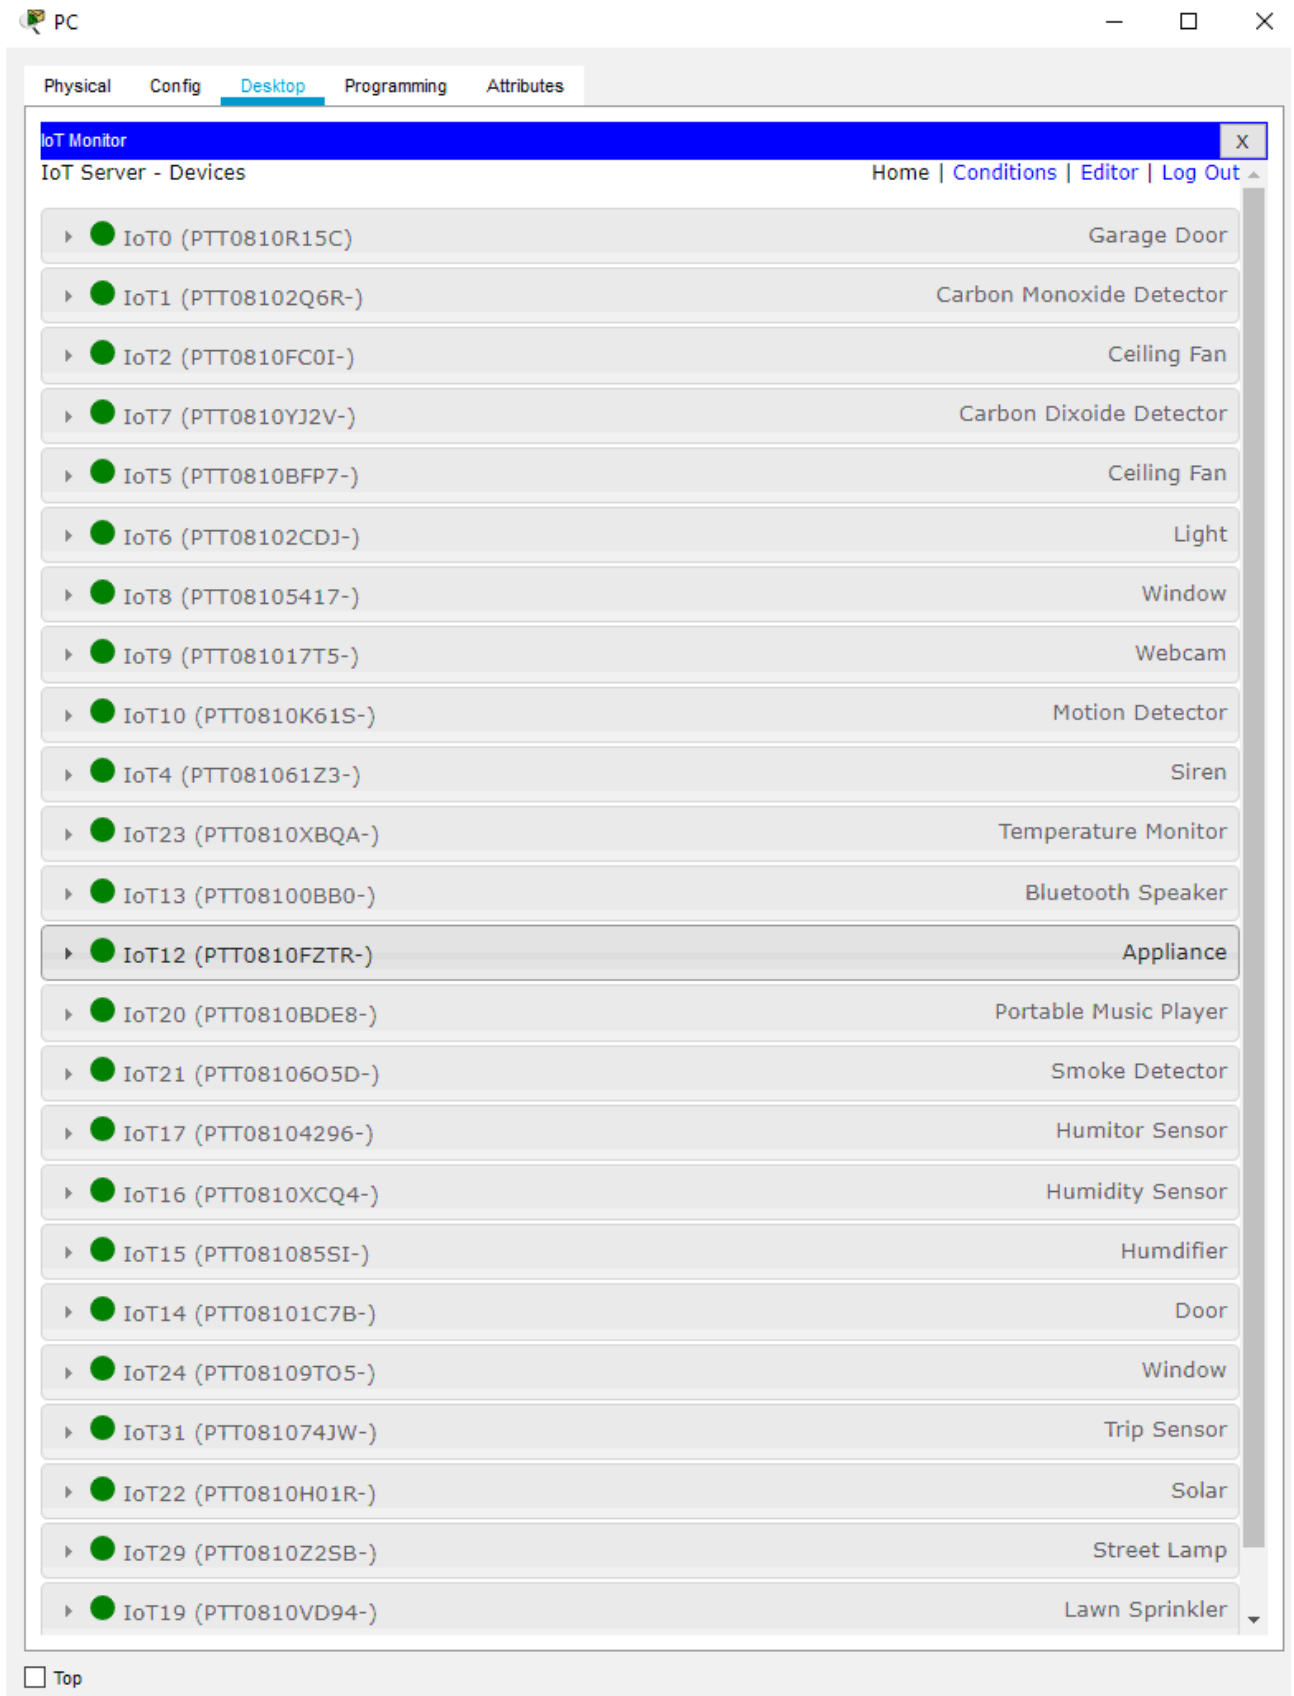 PC
Physical Config Desktop Programming Attributes
IoT Monitor X
IoT Server - Devices Home | Conditions | Editor | Log Out
IoT0 (PTT0810R15C) Garage Door
IoT1 (PTT08102Q6R-) Carbon Monoxide Detector
IoT2 (PTT0810FC0I-) Ceiling Fan
IoT7 (PTT0810YJ2V-) Carbon Dixoide Detector
IoT5 (PTT0810BFP7-) Ceiling Fan
IoT6 (PTT08102CDJ-) Light
IoT8 (PTT08105417-) Window
IoT9 (PTT081017T5-) Webcam
IoT10 (PTT0810K61S-) Motion Detector
IoT4 (PTT081061Z3-) Siren
IoT23 (PTT0810XBQA-) Temperature Monitor
IoT13 (PTT08100BB0-) Bluetooth Speaker
IoT12 (PTT0810FZTR-) Appliance
IoT20 (PTT0810BDE8-) Portable Music Player
IoT21 (PTT08106O5D-) Smoke Detector
IoT17 (PTT08104296-) Humitor Sensor
IoT16 (PTT0810XCQ4-) Humidity Sensor
IoT15 (PTT081085SI-) Humdifier
IoT14 (PTT08101C7B-) Door
IoT24 (PTT08109TO5-) Window
IoT31 (PTT081074JW-) Trip Sensor
IoT22 (PTT0810H01R-) Solar
IoT29 (PTT0810Z2SB-) Street Lamp
IoT19 (PTT0810VD94-) Lawn Sprinkler
Top